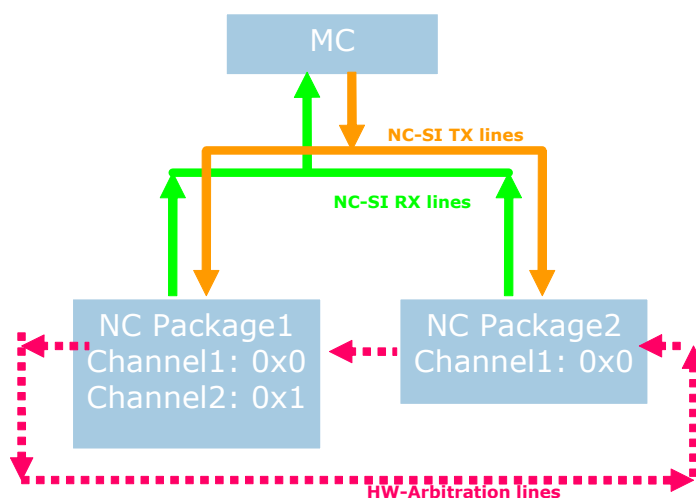 MC
NC-SI TX lines
NC-SI RX lines
NC Package1
Channel1: 0x0
Channel2: 0x1
NC Package2
Channel1: 0x0
HW-Arbitration lines